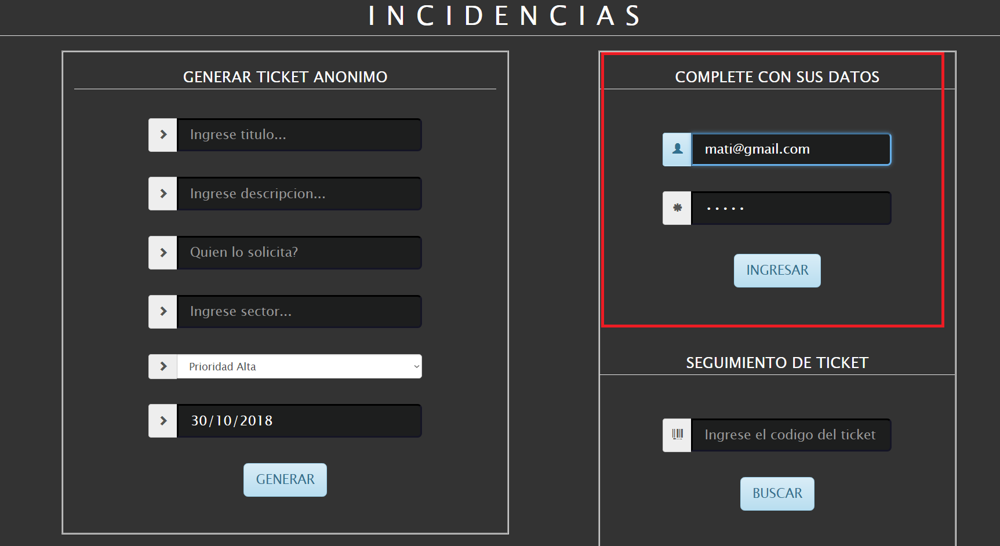 INCIDENCIAS
GENERAR TICKET ANONIMO
Ingrese titulo...
Ingrese descripcion...
Quien lo solicita?
Ingrese sector...
Prioridad Alta
30/10/2018
GENERAR
COMPLETE CON SUS DATOS
mati@gmail.com
•••••
INGRESAR
SEGUIMIENTO DE TICKET
Ingrese el codigo del ticket
BUSCAR